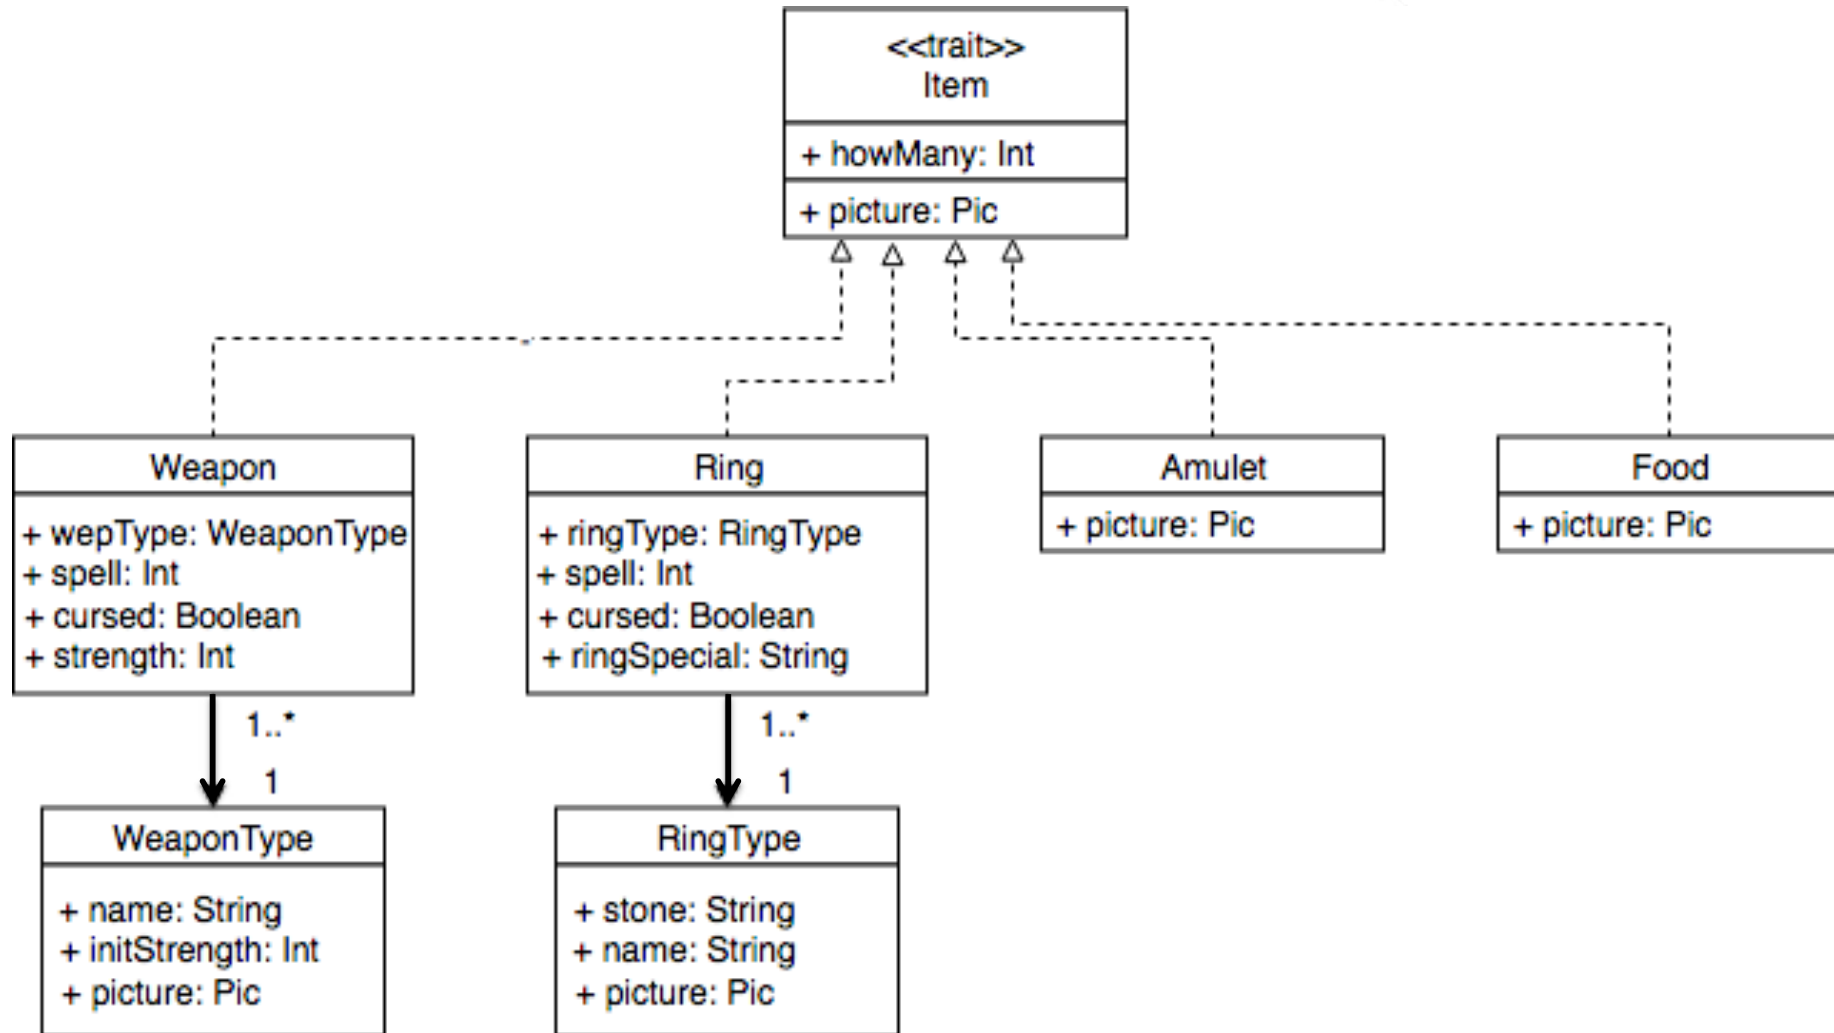 <<trait>>
Item
+ howMany: Int
+ picture: Pic
Weapon
+ wepType: WeaponType
+ spell: Int
+ cursed: Boolean
+ strength: Int
Ring
+ ringType: RingType
+ spell: Int
+ cursed: Boolean
+ ringSpecial: String
Amulet
+ picture: Pic
Food
+ picture: Pic
1..*
1
1..*
1
WeaponType
+ name: String
+ initStrength: Int
+ picture: Pic
RingType
+ stone: String
+ name: String
+ picture: Pic